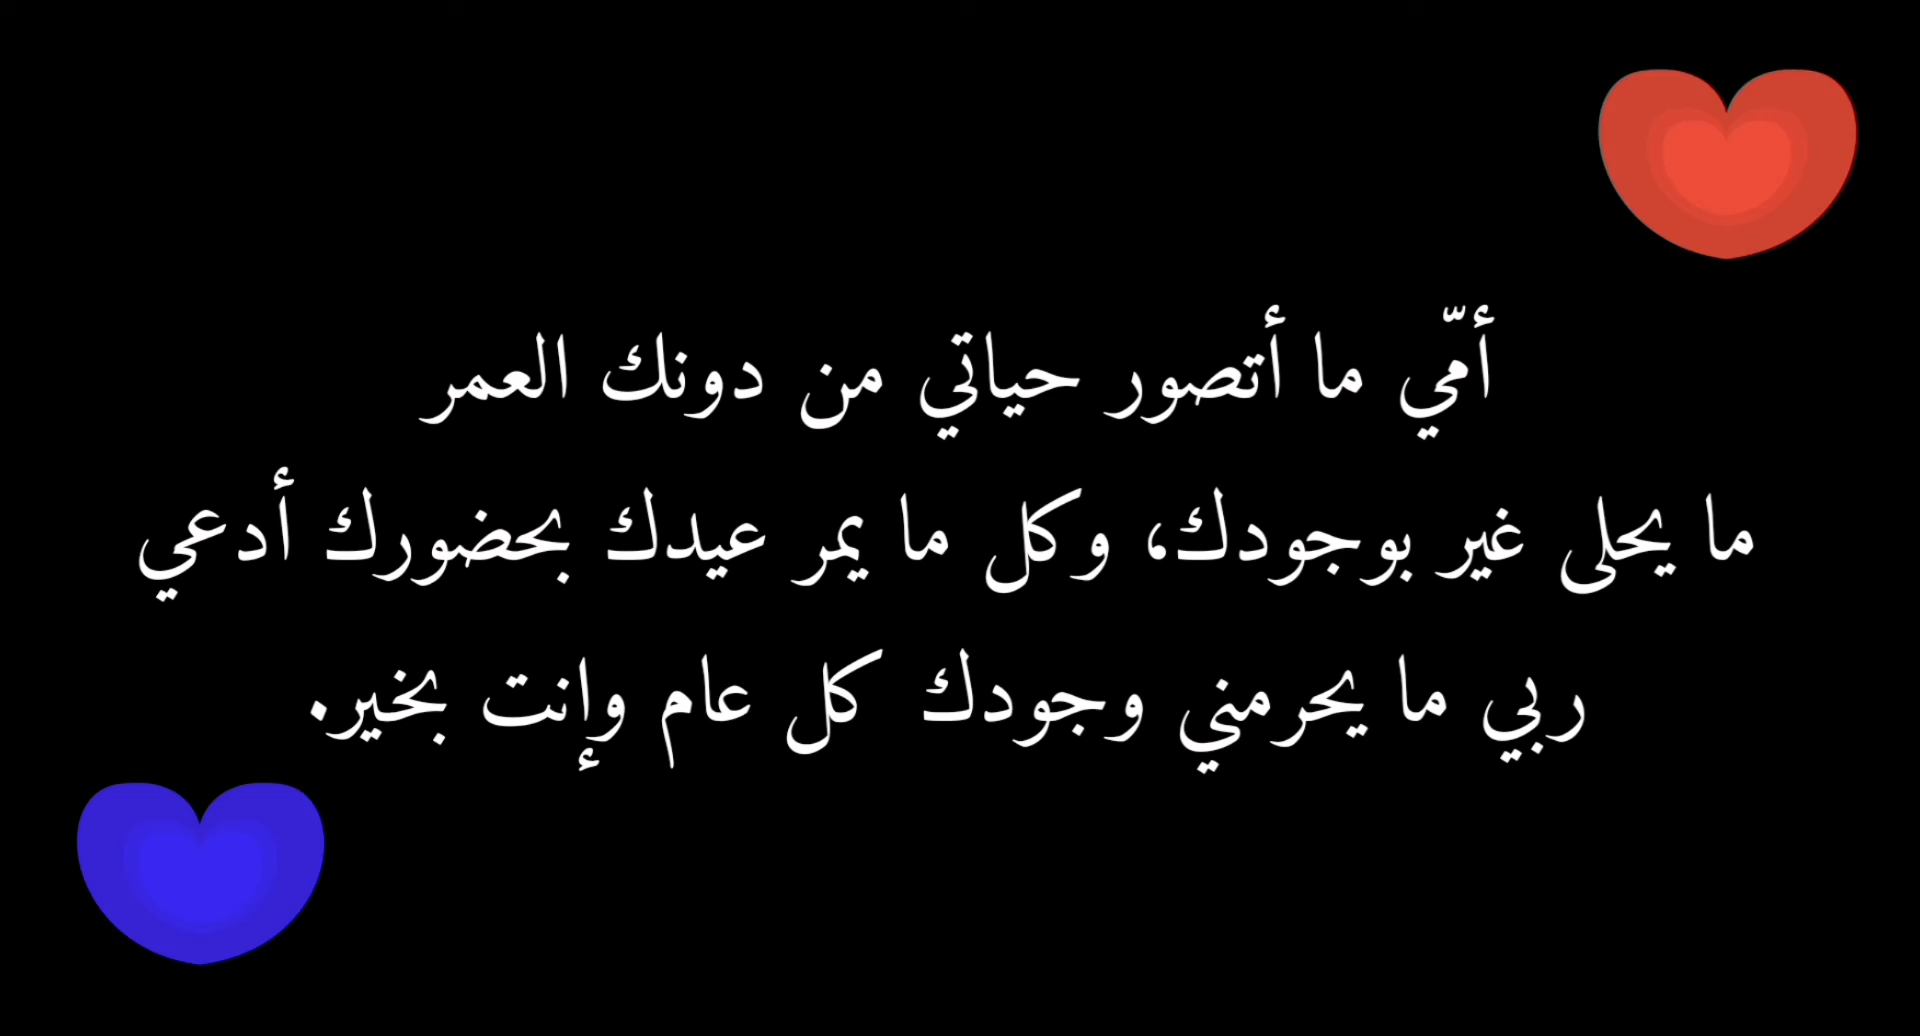 أمّي ما أتصور حياتي من دونك العمر
ما يحلى غير بوجودك، وكل ما يمر عيدك بحضورك أدعي
ربي ما يحرمني وجودك كل عام وإنت بخير.